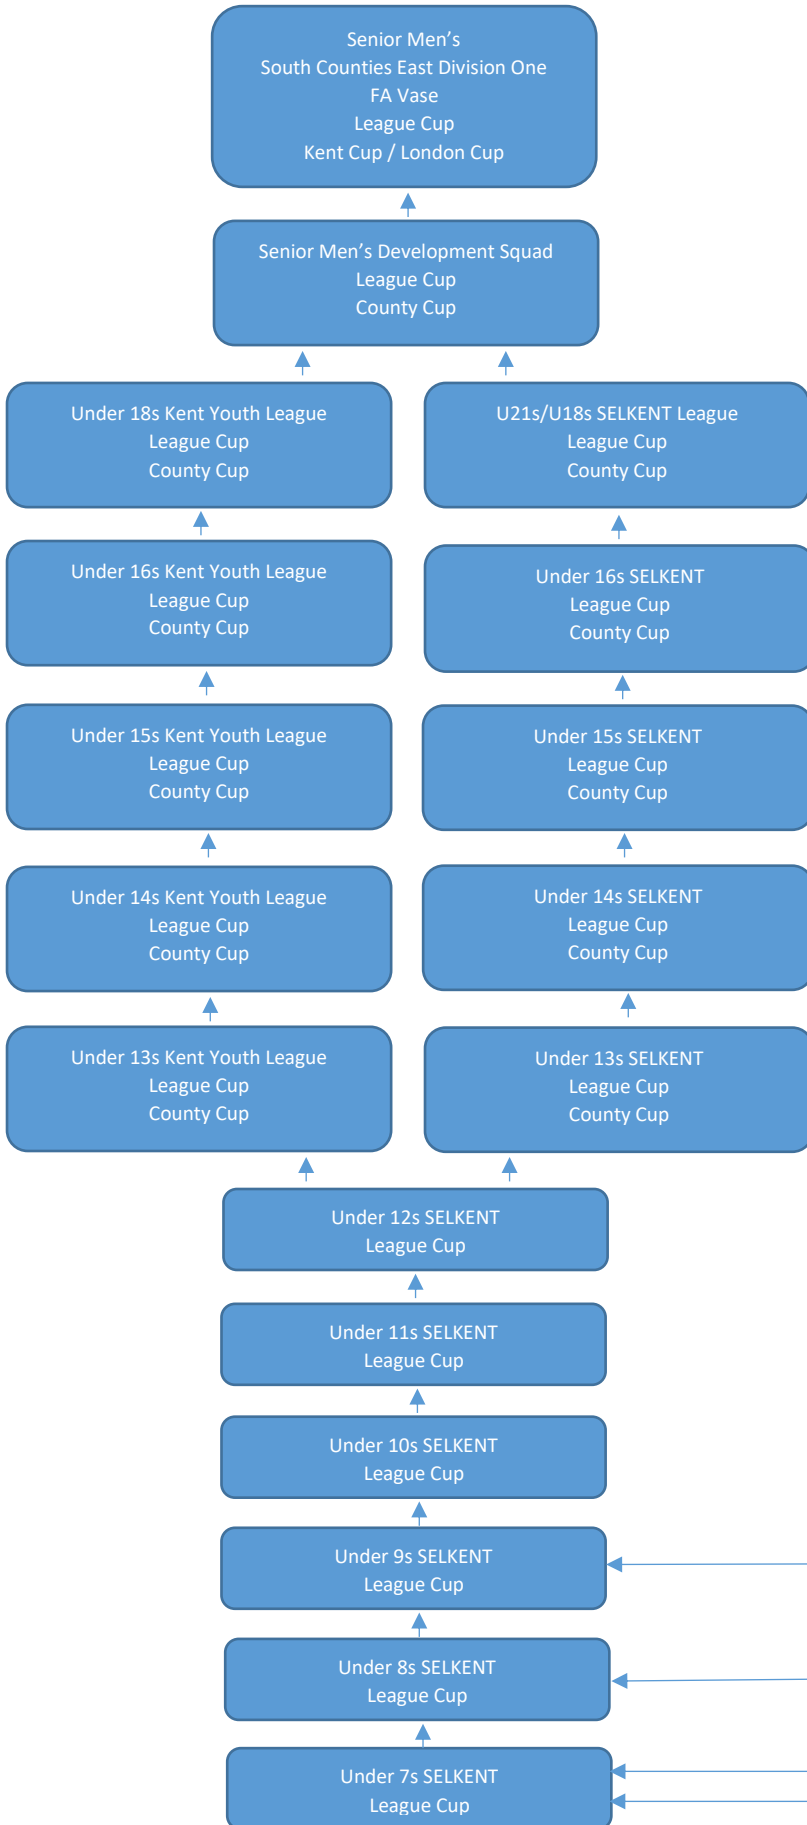 Senior Men’s
South Counties East Division One
FA Vase
League Cup
Kent Cup / London Cup
Senior Men’s Development Squad
League Cup
County Cup
Under 18s Kent Youth League
League Cup
County Cup
U21s/U18s SELKENT League
League Cup
County Cup
Under 16s Kent Youth League
League Cup
County Cup
Under 16s SELKENT
League Cup
County Cup
Under 15s Kent Youth League
League Cup
County Cup
Under 15s SELKENT
League Cup
County Cup
Under 14s Kent Youth League
League Cup
County Cup
Under 14s SELKENT
League Cup
County Cup
Under 13s Kent Youth League
League Cup
County Cup
Under 13s SELKENT
League Cup
County Cup
Under 12s SELKENT
League Cup
Under 11s SELKENT
League Cup
Under 10s SELKENT
League Cup
Under 9s SELKENT
League Cup
Under 8s SELKENT
League Cup
Under 7s SELKENT
League Cup